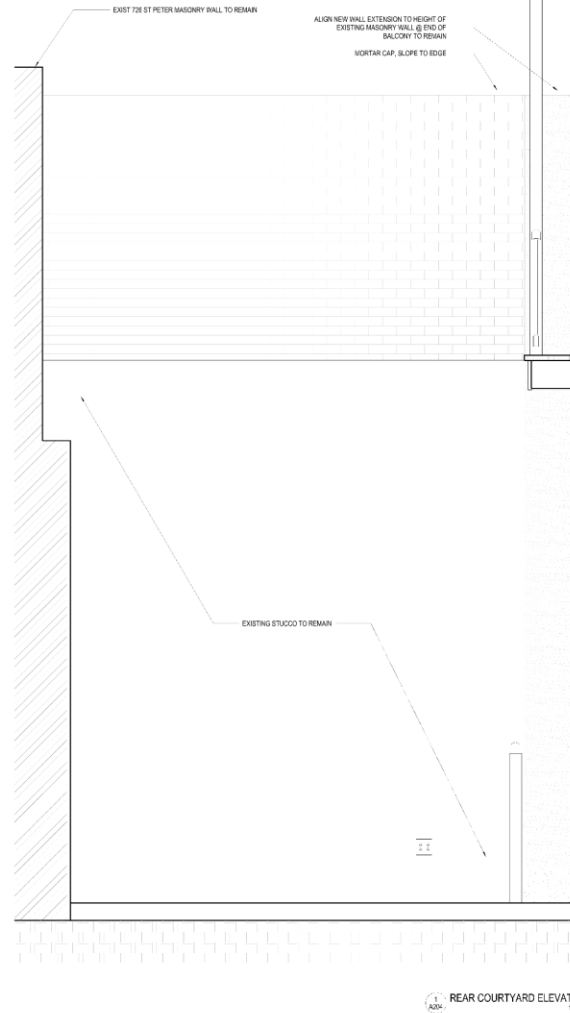 EXIST 726 ST PETER MASONRY WALL TO REMAIN
ALIGN NEW WALL EXTENSION TO HEIGHT OF
EXISTING MASONRY WALL @ END OF
BALCONY TO REMAIN
MORTAR CAP, SLOPE TO EDGE
EXISTING STUCCO TO REMAIN
1
A204
REAR COURTYARD ELEVAT